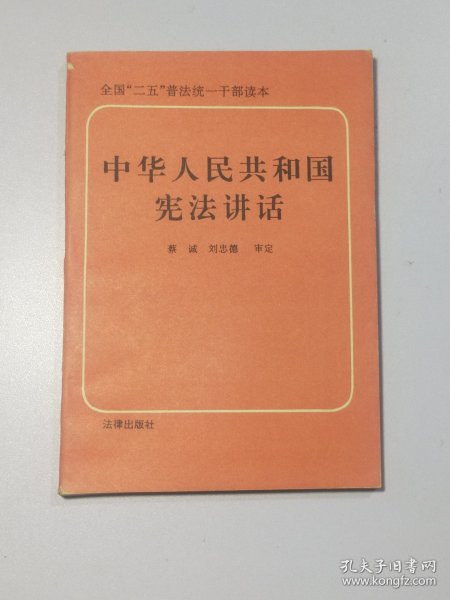 全国“二五”普法统一干部读本
中华人民共和国
宪法讲话
蔡 诚 刘忠德 审定
法律出版社
孔夫子旧书网
www.kongfz.com